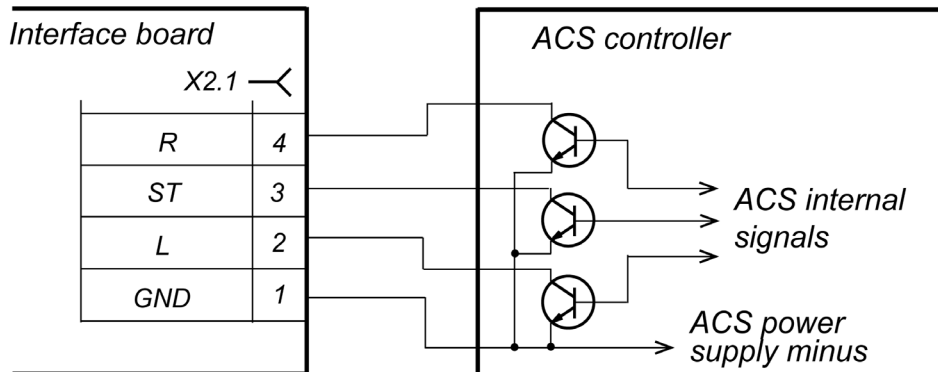 Interface board
ACS controller
X2.1
R 4
ST 3
L 2
GND 1
ACS internal
signals
ACS power
supply minus